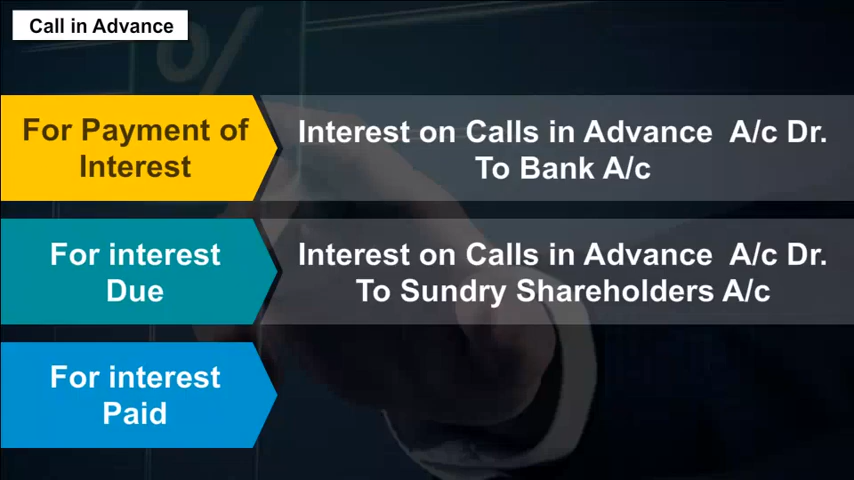 Call in Advance
For Payment of
Interest
Interest on Calls in Advance A/c Dr.
To Bank A/c
For interest
Due
Interest on Calls in Advance A/c Dr.
To Sundry Shareholders A/c
For interest
Paid